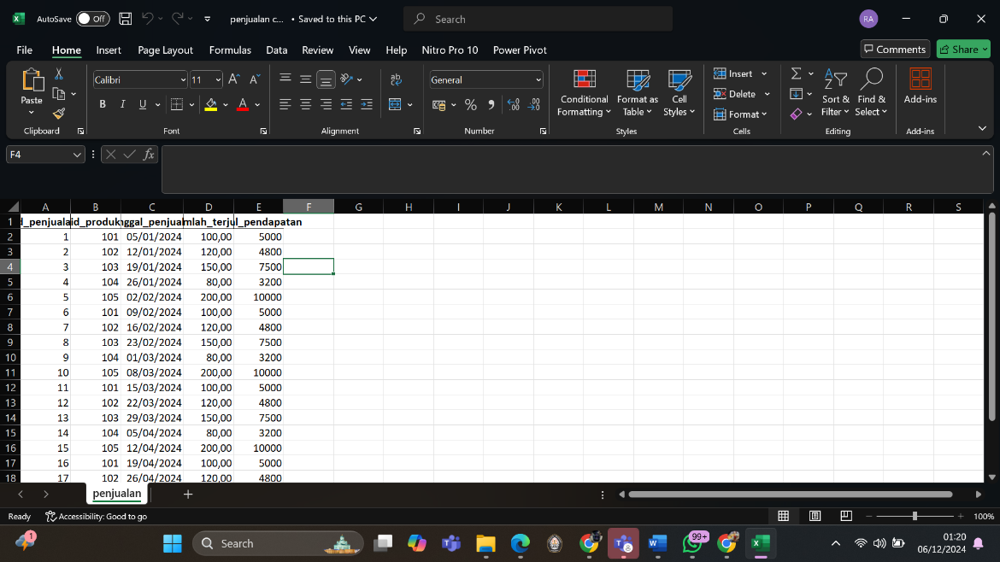 AutoSave Off penjualan c... • Saved to this PC Search RA
File Home Insert Page Layout Formulas Data Review View Help Nitro Pro 10 Power Pivot Comments Share
Paste Calibri 11 General Conditional Formatting Format as Table Cell Styles Insert Delete Format Sort & Filter Find & Select Add-ins
B I U A A
Clipboard Font Alignment Number Styles Cells Editing Add-ins
F4 fx
A B C D E F G H I J K L M N O P Q R S
1 d_penjuala id_produk nggal_penjual mlah_terju l_pendapatan
2 1 101 05/01/2024 100,00 5000
3 2 102 12/01/2024 120,00 4800
4 3 103 19/01/2024 150,00 7500
5 4 104 26/01/2024 80,00 3200
6 5 105 02/02/2024 200,00 10000
7 6 101 09/02/2024 100,00 5000
8 7 102 16/02/2024 120,00 4800
9 8 103 23/02/2024 150,00 7500
10 9 104 01/03/2024 80,00 3200
11 10 105 08/03/2024 200,00 10000
12 11 101 15/03/2024 100,00 5000
13 12 102 22/03/2024 120,00 4800
14 13 103 29/03/2024 150,00 7500
15 14 104 05/04/2024 80,00 3200
16 15 105 12/04/2024 200,00 10000
17 16 101 19/04/2024 100,00 5000
18 17 102 26/04/2024 120,00 4800
penjualan
Ready Accessibility: Good to go 100%
1 Search 99+ 01:20
06/12/2024